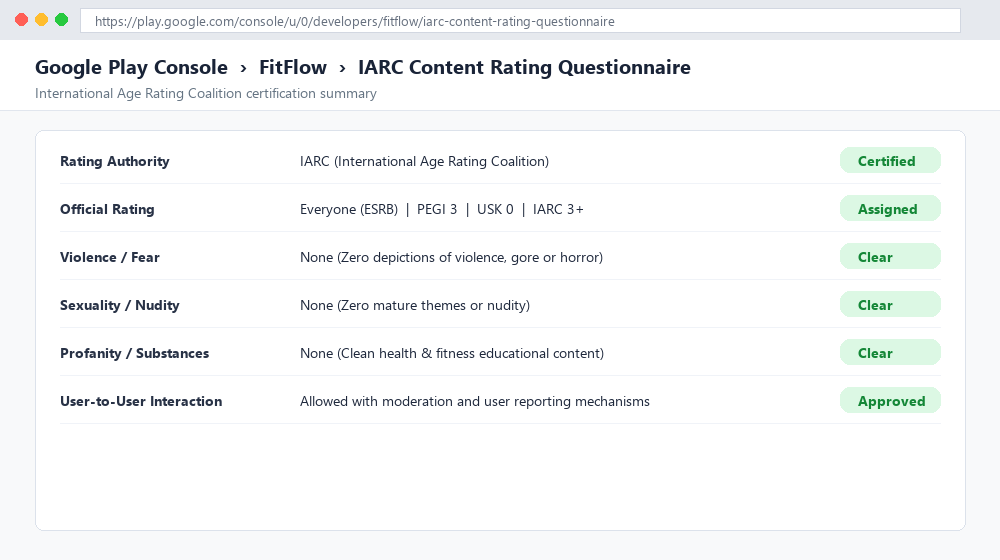 https://play.google.com/console/u/0/developers/fitflow/iarc-content-rating-questionnaire
Google Play Console › FitFlow › IARC Content Rating Questionnaire
International Age Rating Coalition certification summary
Rating Authority IARC (International Age Rating Coalition) Certified
Official Rating Everyone (ESRB) | PEGI 3 | USK 0 | IARC 3+ Assigned
Violence / Fear None (Zero depictions of violence, gore or horror) Clear
Sexuality / Nudity None (Zero mature themes or nudity) Clear
Profanity / Substances None (Clean health & fitness educational content) Clear
User-to-User Interaction Allowed with moderation and user reporting mechanisms Approved